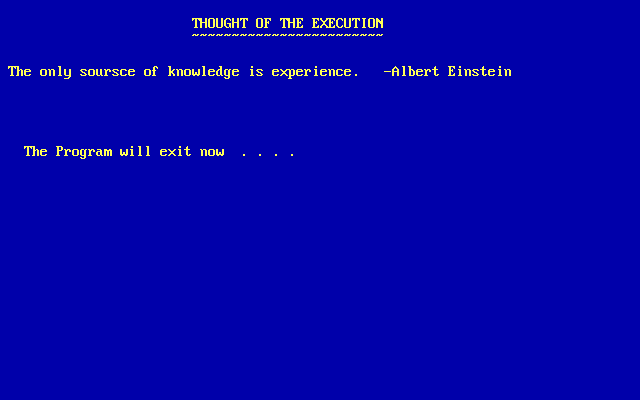 THOUGHT OF THE EXECUTION
~~~~~~~~~~~~~~~~~~~~~~~~
The only soursce of knowledge is experience.   -Albert Einstein
The Program will exit now  . . . .